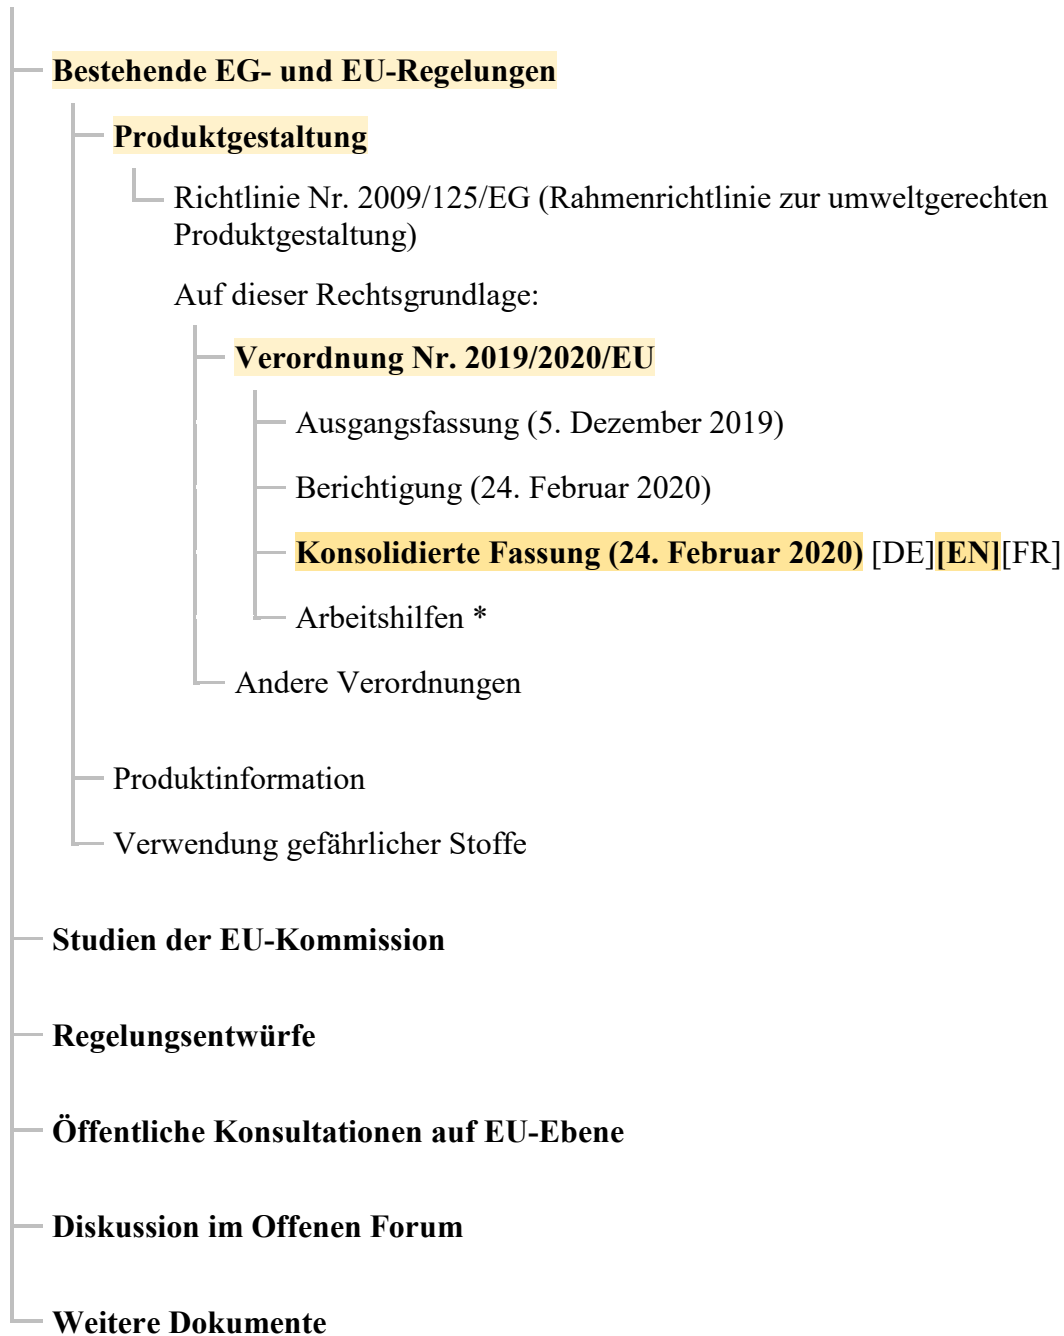 Bestehende EG- und EU-Regelungen
Produktgestaltung
Richtlinie Nr. 2009/125/EG (Rahmenrichtlinie zur umweltgerechten
Produktgestaltung)
Auf dieser Rechtsgrundlage:
Verordnung Nr. 2019/2020/EU
Ausgangsfassung (5. Dezember 2019)
Berichtigung (24. Februar 2020)
Konsolidierte Fassung (24. Februar 2020) [DE][EN][FR]
Arbeitshilfen *
Andere Verordnungen
Produktinformation
Verwendung gefährlicher Stoffe
Studien der EU-Kommission
Regelungsentwürfe
Öffentliche Konsultationen auf EU-Ebene
Diskussion im Offenen Forum
Weitere Dokumente